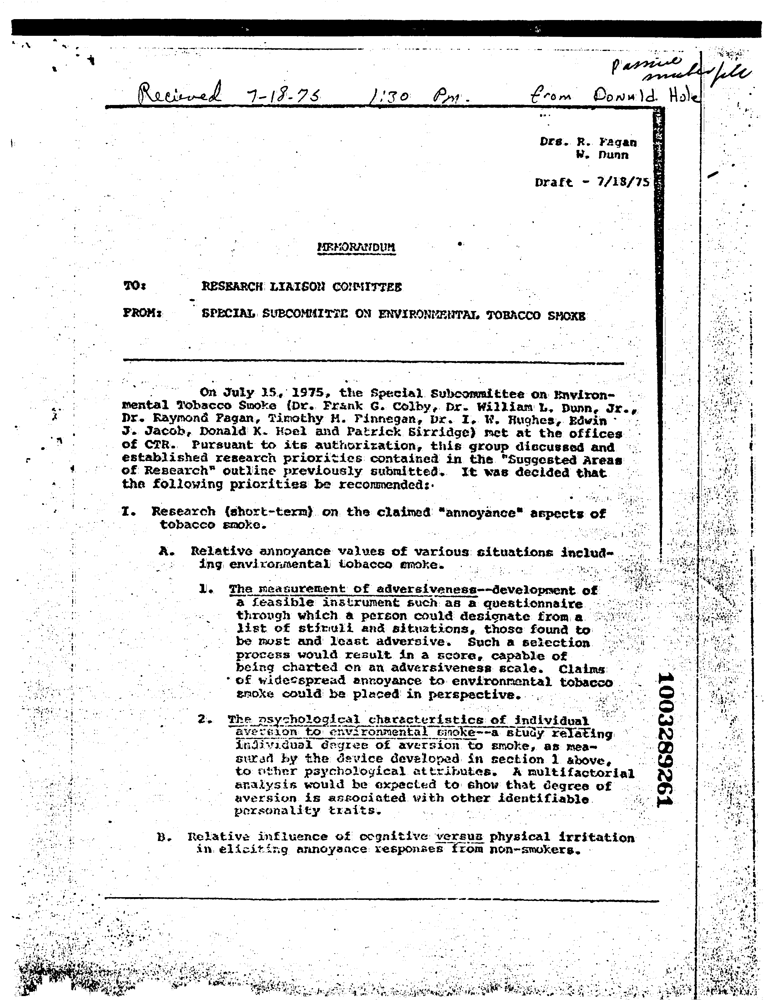 Passive
smoker file
Recieved 7-18-75 1:30 Pm. from Donald Hole
Drs. R. Fagan
W. Dunn
Draft - 7/18/75
MEMORANDUM
TO: RESEARCH LIAISON COMMITTEE
FROM: SPECIAL SUBCOMMITTE ON ENVIRONMENTAL TOBACCO SMOKE
On July 15, 1975, the Special Subcommittee on Environ-
mental Tobacco Smoke (Dr. Frank G. Colby, Dr. William L. Dunn, Jr.,
Dr. Raymond Fagan, Timothy M. Finnegan, Dr. I. W. Hughes, Edwin
J. Jacob, Donald K. Hoel and Patrick Sirridge) met at the offices
of CTR. Pursuant to its authorization, this group discussed and
established research priorities contained in the "Suggested Areas
of Research" outline previously submitted. It was decided that
the following priorities be recommended:
I. Research (short-term) on the claimed "annoyance" aspects of
tobacco smoke.
A. Relative annoyance values of various situations includ-
ing environmental tobacco smoke.
1. The measurement of adversiveness--development of
a feasible instrument such as a questionnaire
through which a person could designate from a
list of stimuli and situations, those found to
be most and least adversive. Such a selection
process would result in a score, capable of
being charted on an adversiveness scale. Claims
of widespread annoyance to environmental tobacco
smoke could be placed in perspective.
2. The psychological characteristics of individual
aversion to environmental smoke--a study relating
individual degree of aversion to smoke, as mea-
sured by the device developed in section 1 above,
to other psychological attributes. A multifactorial
analysis would be expected to show that degree of
aversion is associated with other identifiable
personality traits.
B. Relative influence of cognitive versus physical irritation
in eliciting annoyance responses from non-smokers.
1003289261